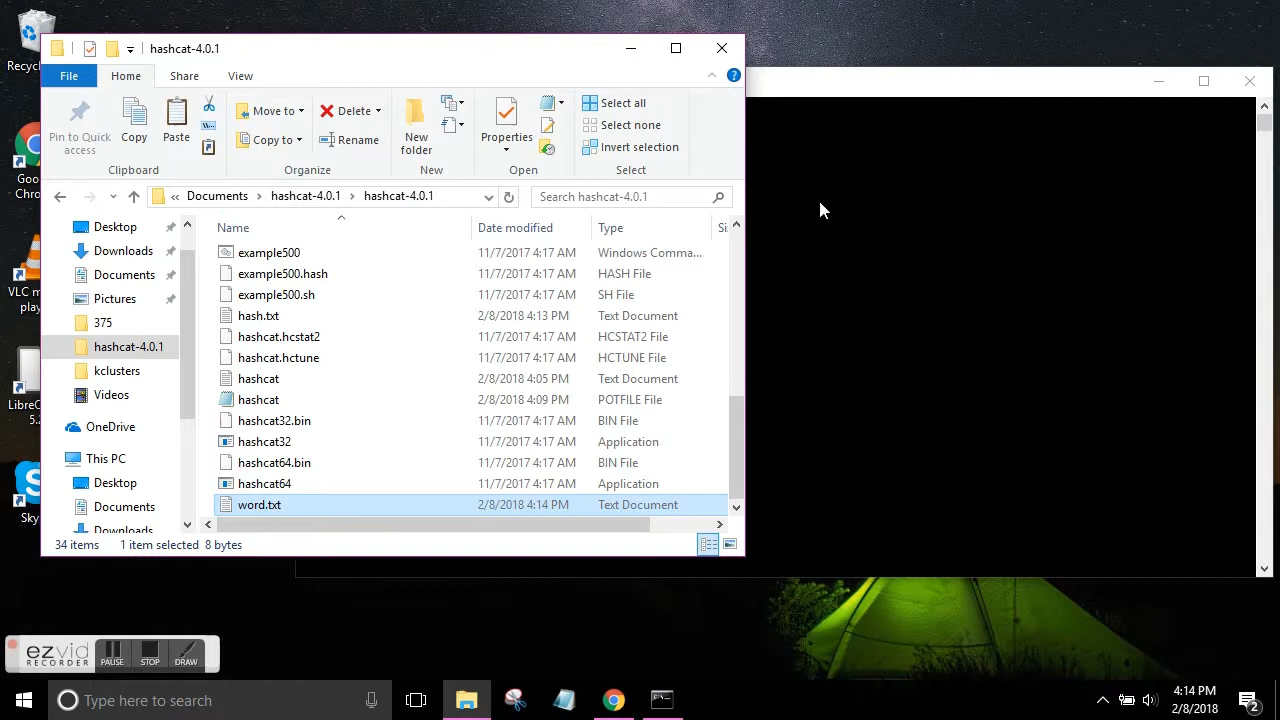 Recyc
hashcat-4.0.1
File Home Share View
Pin to Quick access
Copy
Paste
Clipboard
Move to
Copy to
Delete
Rename
Organize
New folder
New
Properties
Open
Select all
Select none
Invert selection
Select
« Documents > hashcat-4.0.1 > hashcat-4.0.1
Search hashcat-4.0.1
Goo
Chro
VLC m
play
LibreO
5.2
Sky
Desktop
Downloads
Documents
Pictures
375
hashcat-4.0.1
kclusters
Videos
OneDrive
This PC
Desktop
Documents
Downloads
Name Date modified Type Si
example500 11/7/2017 4:17 AM Windows Comma...
example500.hash 11/7/2017 4:17 AM HASH File
example500.sh 11/7/2017 4:17 AM SH File
hash.txt 2/8/2018 4:13 PM Text Document
hashcat.hcstat2 11/7/2017 4:17 AM HCSTAT2 File
hashcat.hctune 11/7/2017 4:17 AM HCTUNE File
hashcat 2/8/2018 4:05 PM Text Document
hashcat 2/8/2018 4:09 PM POTFILE File
hashcat32.bin 11/7/2017 4:17 AM BIN File
hashcat32 11/7/2017 4:17 AM Application
hashcat64.bin 11/7/2017 4:17 AM BIN File
hashcat64 11/7/2017 4:17 AM Application
word.txt 2/8/2018 4:14 PM Text Document
34 items 1 item selected 8 bytes
ezvid
RECORDER
PAUSE STOP DRAW
Type here to search
4:14 PM
2/8/2018
2